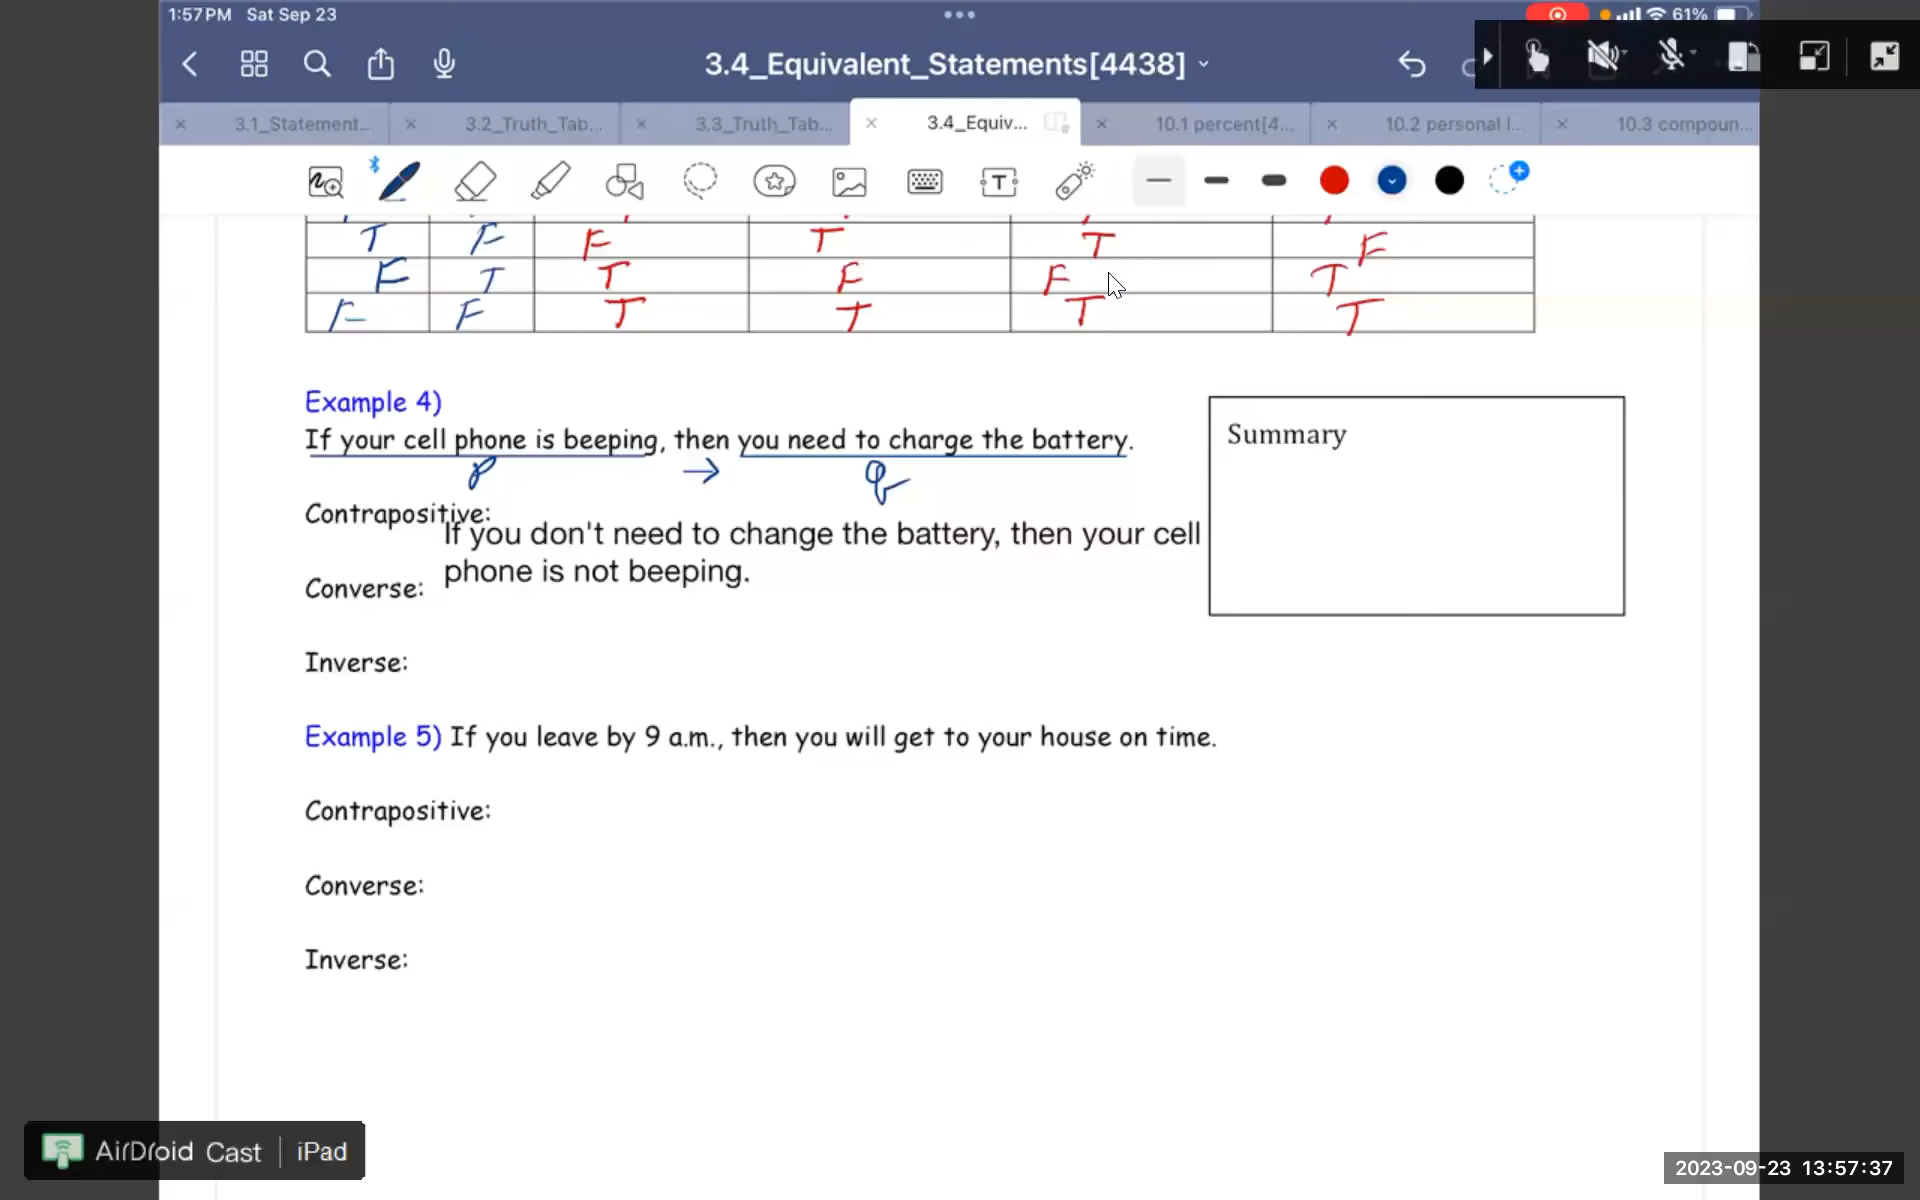 1:57PM Sat Sep 23
61%
3.4_Equivalent_Statements[4438]
3.1_Statement...
3.2_Truth_Tab...
3.3_Truth_Tab...
3.4_Equiv...
10.1 percent[4...
10.2 personal l...
10.3 compoun...
T F F T T F
F T T F F T
F F T T T T
Example 4)
If your cell phone is beeping, then you need to charge the battery.
p → q
Contrapositive:
If you don't need to change the battery, then your cell
phone is not beeping.
Converse:
Inverse:
Summary
Example 5) If you leave by 9 a.m., then you will get to your house on time.
Contrapositive:
Converse:
Inverse:
AirDroid Cast | iPad
2023-09-23 13:57:37